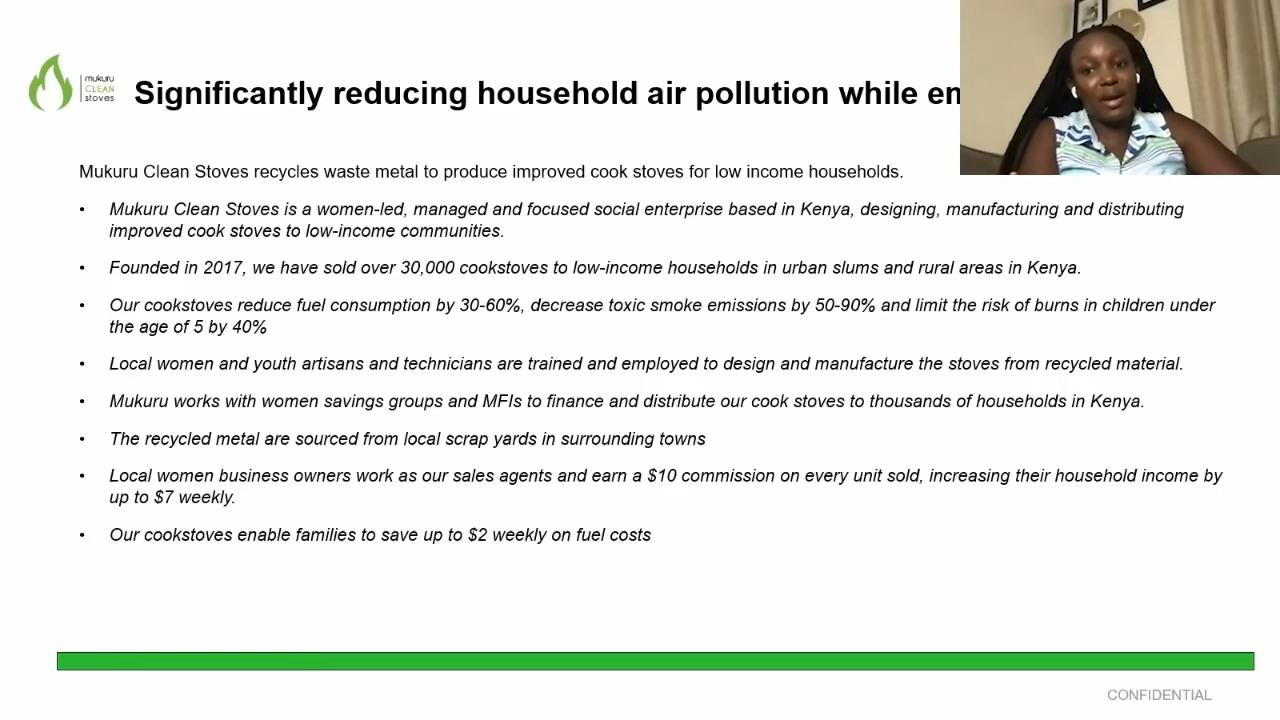 mukuru
CLEAN
stoves
Significantly reducing household air pollution while
Mukuru Clean Stoves recycles waste metal to produce improved cook stoves for low income households.
• Mukuru Clean Stoves is a women-led, managed and focused social enterprise based in Kenya, designing, manufacturing and distributing
improved cook stoves to low-income communities.
• Founded in 2017, we have sold over 30,000 cookstoves to low-income households in urban slums and rural areas in Kenya.
• Our cookstoves reduce fuel consumption by 30-60%, decrease toxic smoke emissions by 50-90% and limit the risk of burns in children under
the age of 5 by 40%
• Local women and youth artisans and technicians are trained and employed to design and manufacture the stoves from recycled material.
• Mukuru works with women savings groups and MFIs to finance and distribute our cook stoves to thousands of households in Kenya.
• The recycled metal are sourced from local scrap yards in surrounding towns
• Local women business owners work as our sales agents and earn a $10 commission on every unit sold, increasing their household income by
up to $7 weekly.
• Our cookstoves enable families to save up to $2 weekly on fuel costs
CONFIDENTIAL